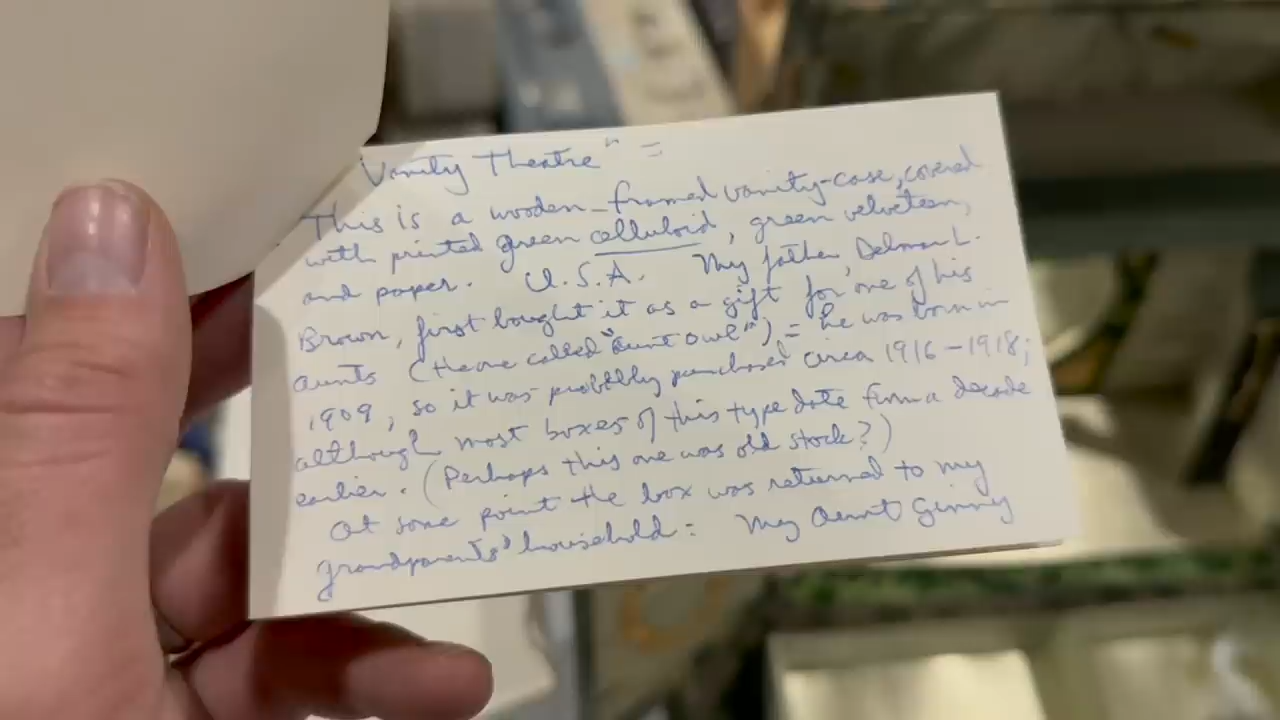 Vanity Theatre" =
This is a wooden-framed vanity-case, covered
with printed green celluloid, green velveteen,
and paper. U.S.A. My father, Delmar L.
Brown, first bought it as a gift for one of his
aunts (the one called "Aunt Owl") = he was born in
1909, so it was probably purchased circa 1916-1918;
although most boxes of this type date from a decade
earlier. (Perhaps this one was old stock?)
At some point the box was returned to my
grandparents' household: My Aunt Ginny